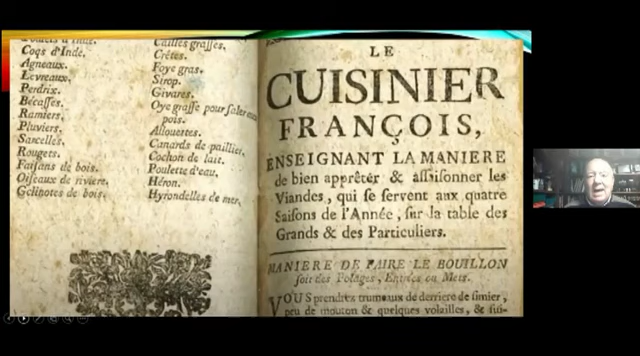 Coqs d'Inde.
Agneaux.
Levreaux.
Perdrix.
Bécasses.
Ramiers.
Pluviers.
Sarcelles.
Rougets.
Faisans de bois.
Oiseaux de riviere.
Gelinotes de bois.
Cailles grasses.
Crêtes.
Foye gras.
Sirop.
Givares.
Oye grasse pour saler aux
pois.
Allouettes.
Canards de paillier.
Cochon de lait.
Poulette d'eau.
Héron.
Hyrondelles de mer.
LE
CUISINIER
FRANÇOIS,
ENSEIGNANT LA MANIERE
de bien apprêter & assaisonner les
Viandes, qui se servent aux quatre
Saisons de l'Année, sur la table des
Grands & des Particuliers.
MANIERE DE FAIRE LE BOUILLON
soit des Potages, Entrées ou Mets.
VOUS prendrez trumeaux de derriere de simier,
peu de mouton & quelques volailles, & sui-